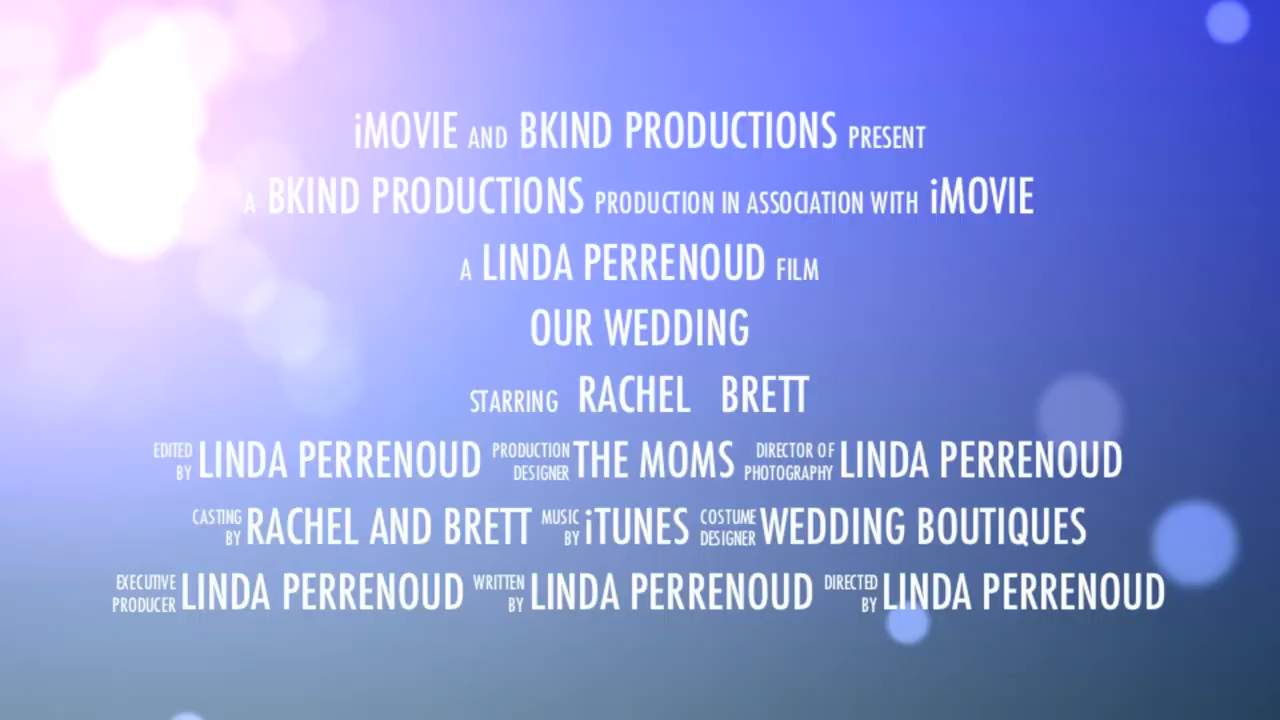 iMOVIE AND BKIND PRODUCTIONS PRESENT
A BKIND PRODUCTIONS PRODUCTION IN ASSOCIATION WITH iMOVIE
A LINDA PERRENOUD FILM
OUR WEDDING
STARRING RACHEL BRETT
EDITED BY LINDA PERRENOUD PRODUCTION DESIGNER THE MOMS DIRECTOR OF PHOTOGRAPHY LINDA PERRENOUD
CASTING BY RACHEL AND BRETT MUSIC BY iTUNES COSTUME DESIGNER WEDDING BOUTIQUES
EXECUTIVE PRODUCER LINDA PERRENOUD WRITTEN BY LINDA PERRENOUD DIRECTED BY LINDA PERRENOUD